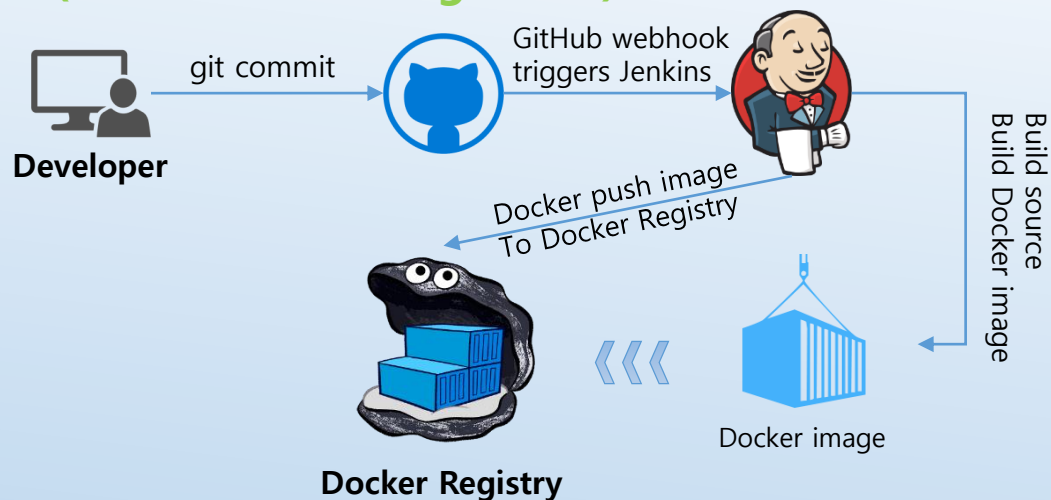 git commit
GitHub webhook
triggers Jenkins
Developer
Build source
Build Docker image
Docker push image
To Docker Registry
Docker image
Docker Registry